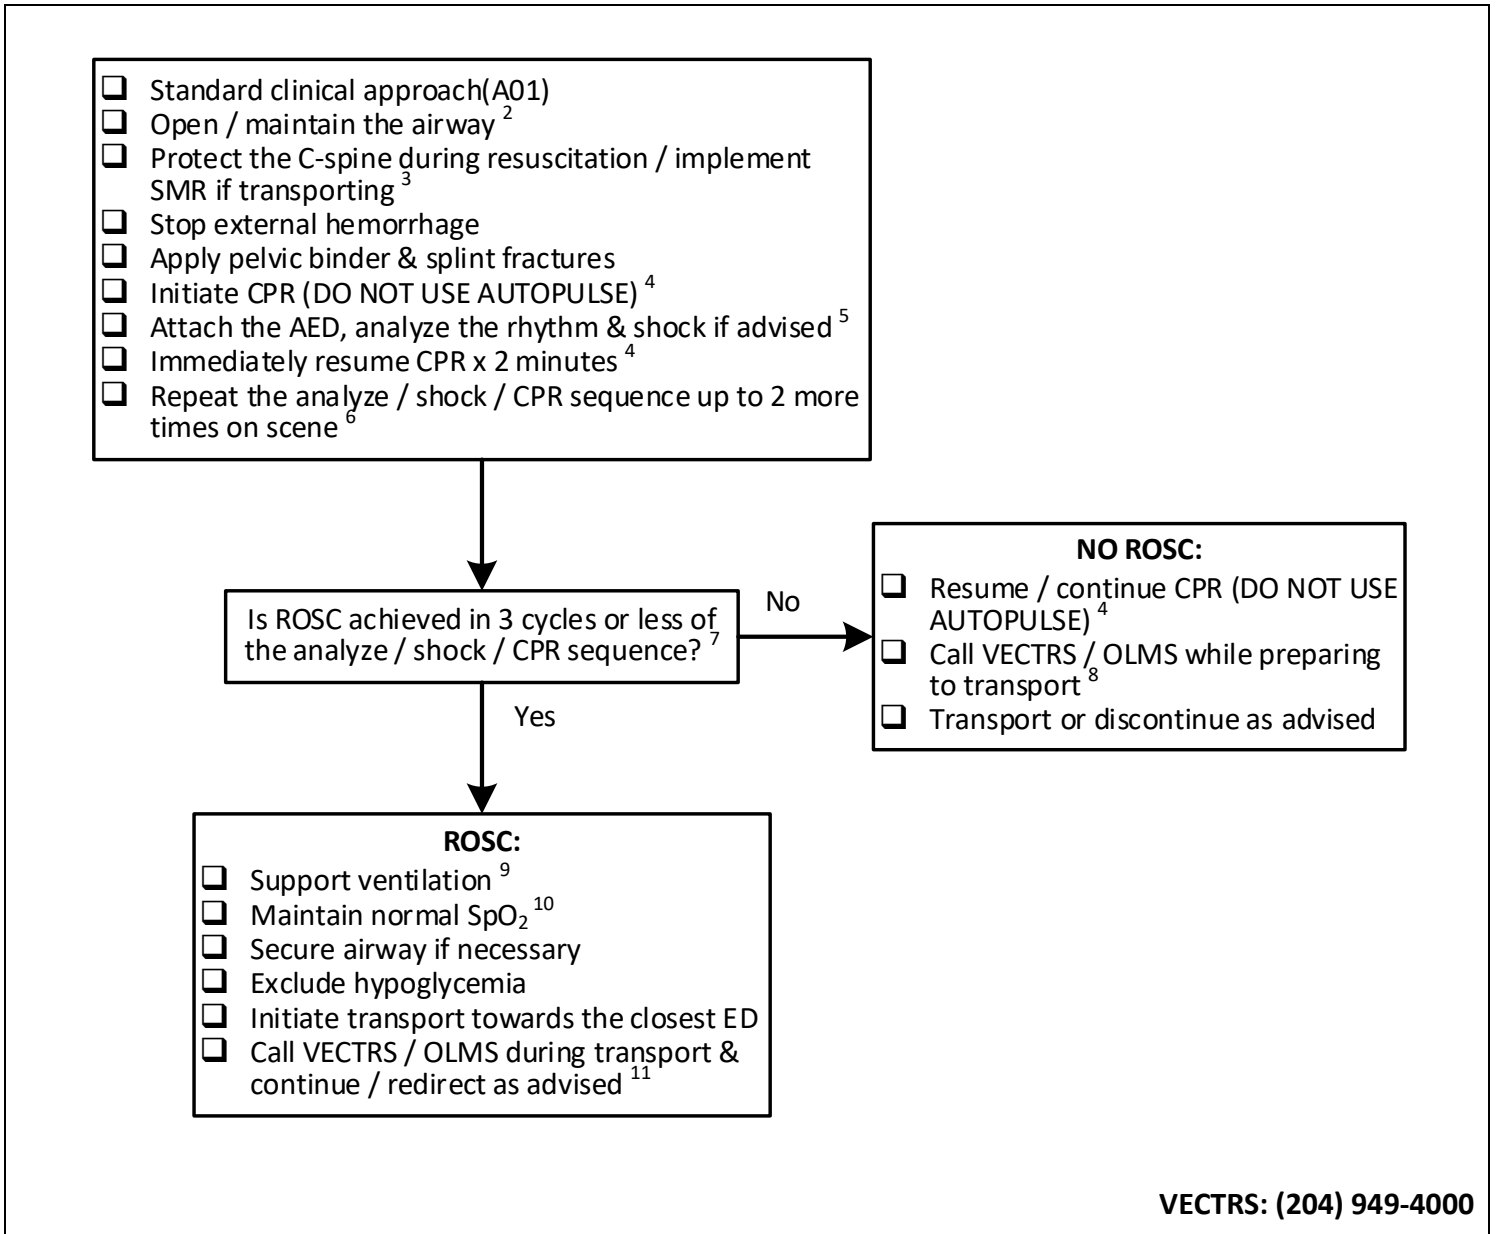 ❑ Standard clinical approach(A01)
❑ Open / maintain the airway 2
❑ Protect the C-spine during resuscitation / implement
SMR if transporting 3
❑ Stop external hemorrhage
❑ Apply pelvic binder & splint fractures
❑ Initiate CPR (DO NOT USE AUTOPULSE) 4
❑ Attach the AED, analyze the rhythm & shock if advised 5
❑ Immediately resume CPR x 2 minutes 4
❑ Repeat the analyze / shock / CPR sequence up to 2 more
times on scene 6
Is ROSC achieved in 3 cycles or less of
the analyze / shock / CPR sequence? 7
No
NO ROSC:
❑ Resume / continue CPR (DO NOT USE
AUTOPULSE) 4
❑ Call VECTRS / OLMS while preparing
to transport 8
❑ Transport or discontinue as advised
Yes
ROSC:
❑ Support ventilation 9
❑ Maintain normal SpO2 10
❑ Secure airway if necessary
❑ Exclude hypoglycemia
❑ Initiate transport towards the closest ED
❑ Call VECTRS / OLMS during transport &
continue / redirect as advised 11
VECTRS: (204) 949-4000